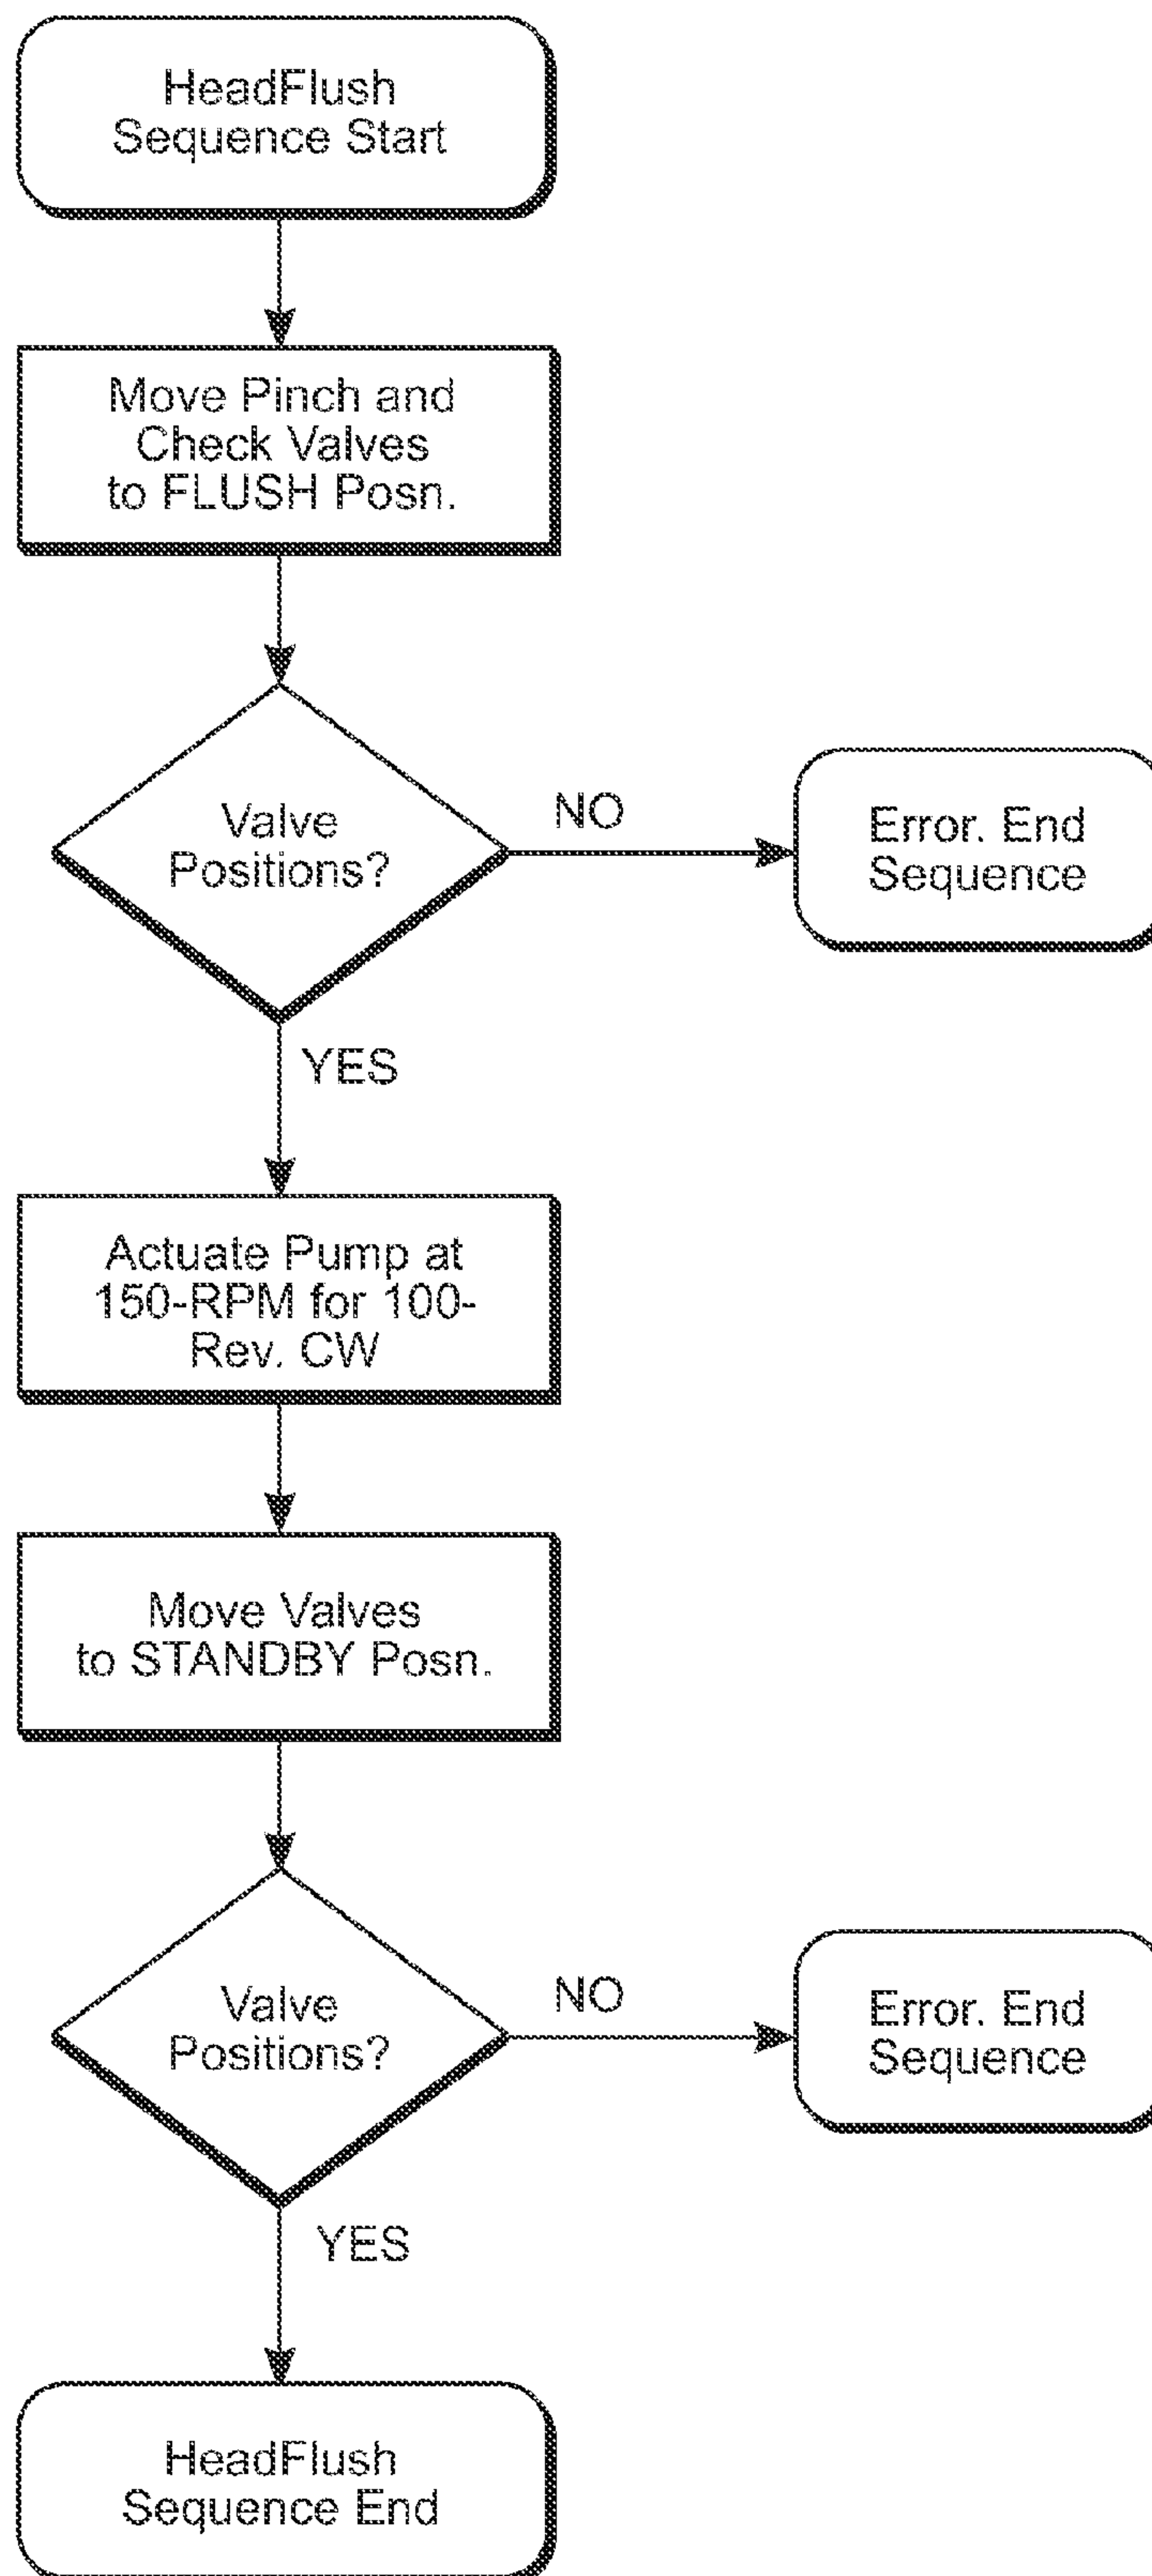 HeadFlush
Sequence Start
Move Pinch and
Check Valves
to FLUSH Posn.
Valve
Positions?
NO
Error. End
Sequence
YES
Actuate Pump at
150-RPM for 100-
Rev. CW
Move Valves
to STANDBY Posn.
Valve
Positions?
NO
Error. End
Sequence
YES
HeadFlush
Sequence End